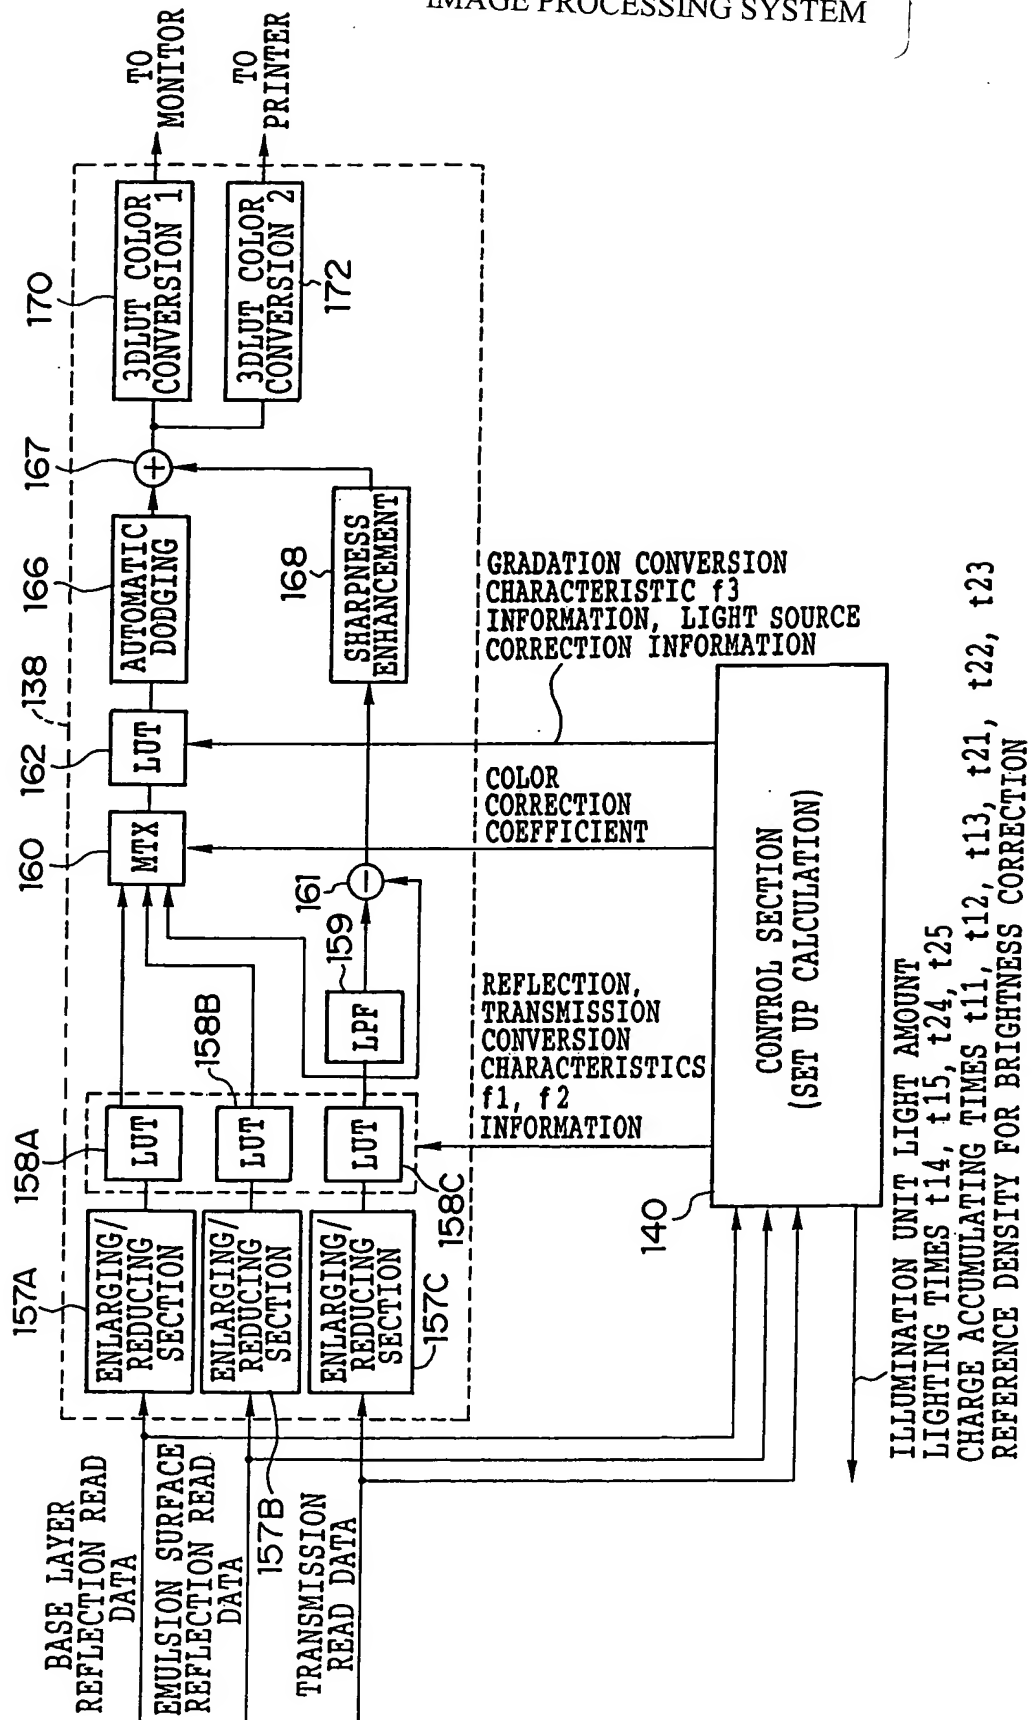 IMAGE PROCESSING SYSTEM
BASE LAYER
REFLECTION READ
DATA
EMULSION SURFACE
REFLECTION READ
DATA
TRANSMISSION
READ DATA
157A
ENLARGING/
REDUCING
SECTION
157B
ENLARGING/
REDUCING
SECTION
157C
ENLARGING/
REDUCING
SECTION
158A
LUT
158B
LUT
158C
LUT
159
LPF
161
−
160
MTX
162
LUT
138
166
AUTOMATIC
DODGING
168
SHARPNESS
ENHANCEMENT
167
+
170
3DLUT COLOR
CONVERSION 1
3DLUT COLOR
CONVERSION 2
172
TO
MONITOR
TO
PRINTER
REFLECTION,
TRANSMISSION
CONVERSION
CHARACTERISTICS
f1, f2
INFORMATION
COLOR
CORRECTION
COEFFICIENT
GRADATION CONVERSION
CHARACTERISTIC f3
INFORMATION, LIGHT SOURCE
CORRECTION INFORMATION
140
CONTROL SECTION
(SET UP CALCULATION)
ILLUMINATION UNIT LIGHT AMOUNT
LIGHTING TIMES t14, t15, t24, t25
CHARGE ACCUMULATING TIMES t11, t12, t13, t21, t22, t23
REFERENCE DENSITY FOR BRIGHTNESS CORRECTION